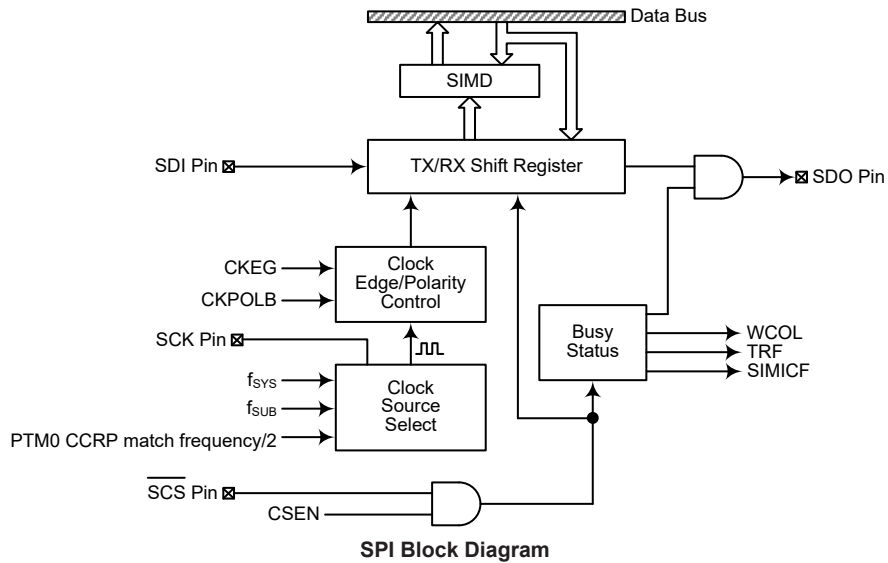 Data Bus
SIMD
SDI Pin
TX/RX Shift Register
SDO Pin
CKEG
CKPOLB
Clock
Edge/Polarity
Control
SCK Pin
Busy
Status
WCOL
TRF
SIMICF
fSYS
fSUB
PTM0 CCRP match frequency/2
Clock
Source
Select
S̅C̅S̅ Pin
CSEN
SPI Block Diagram